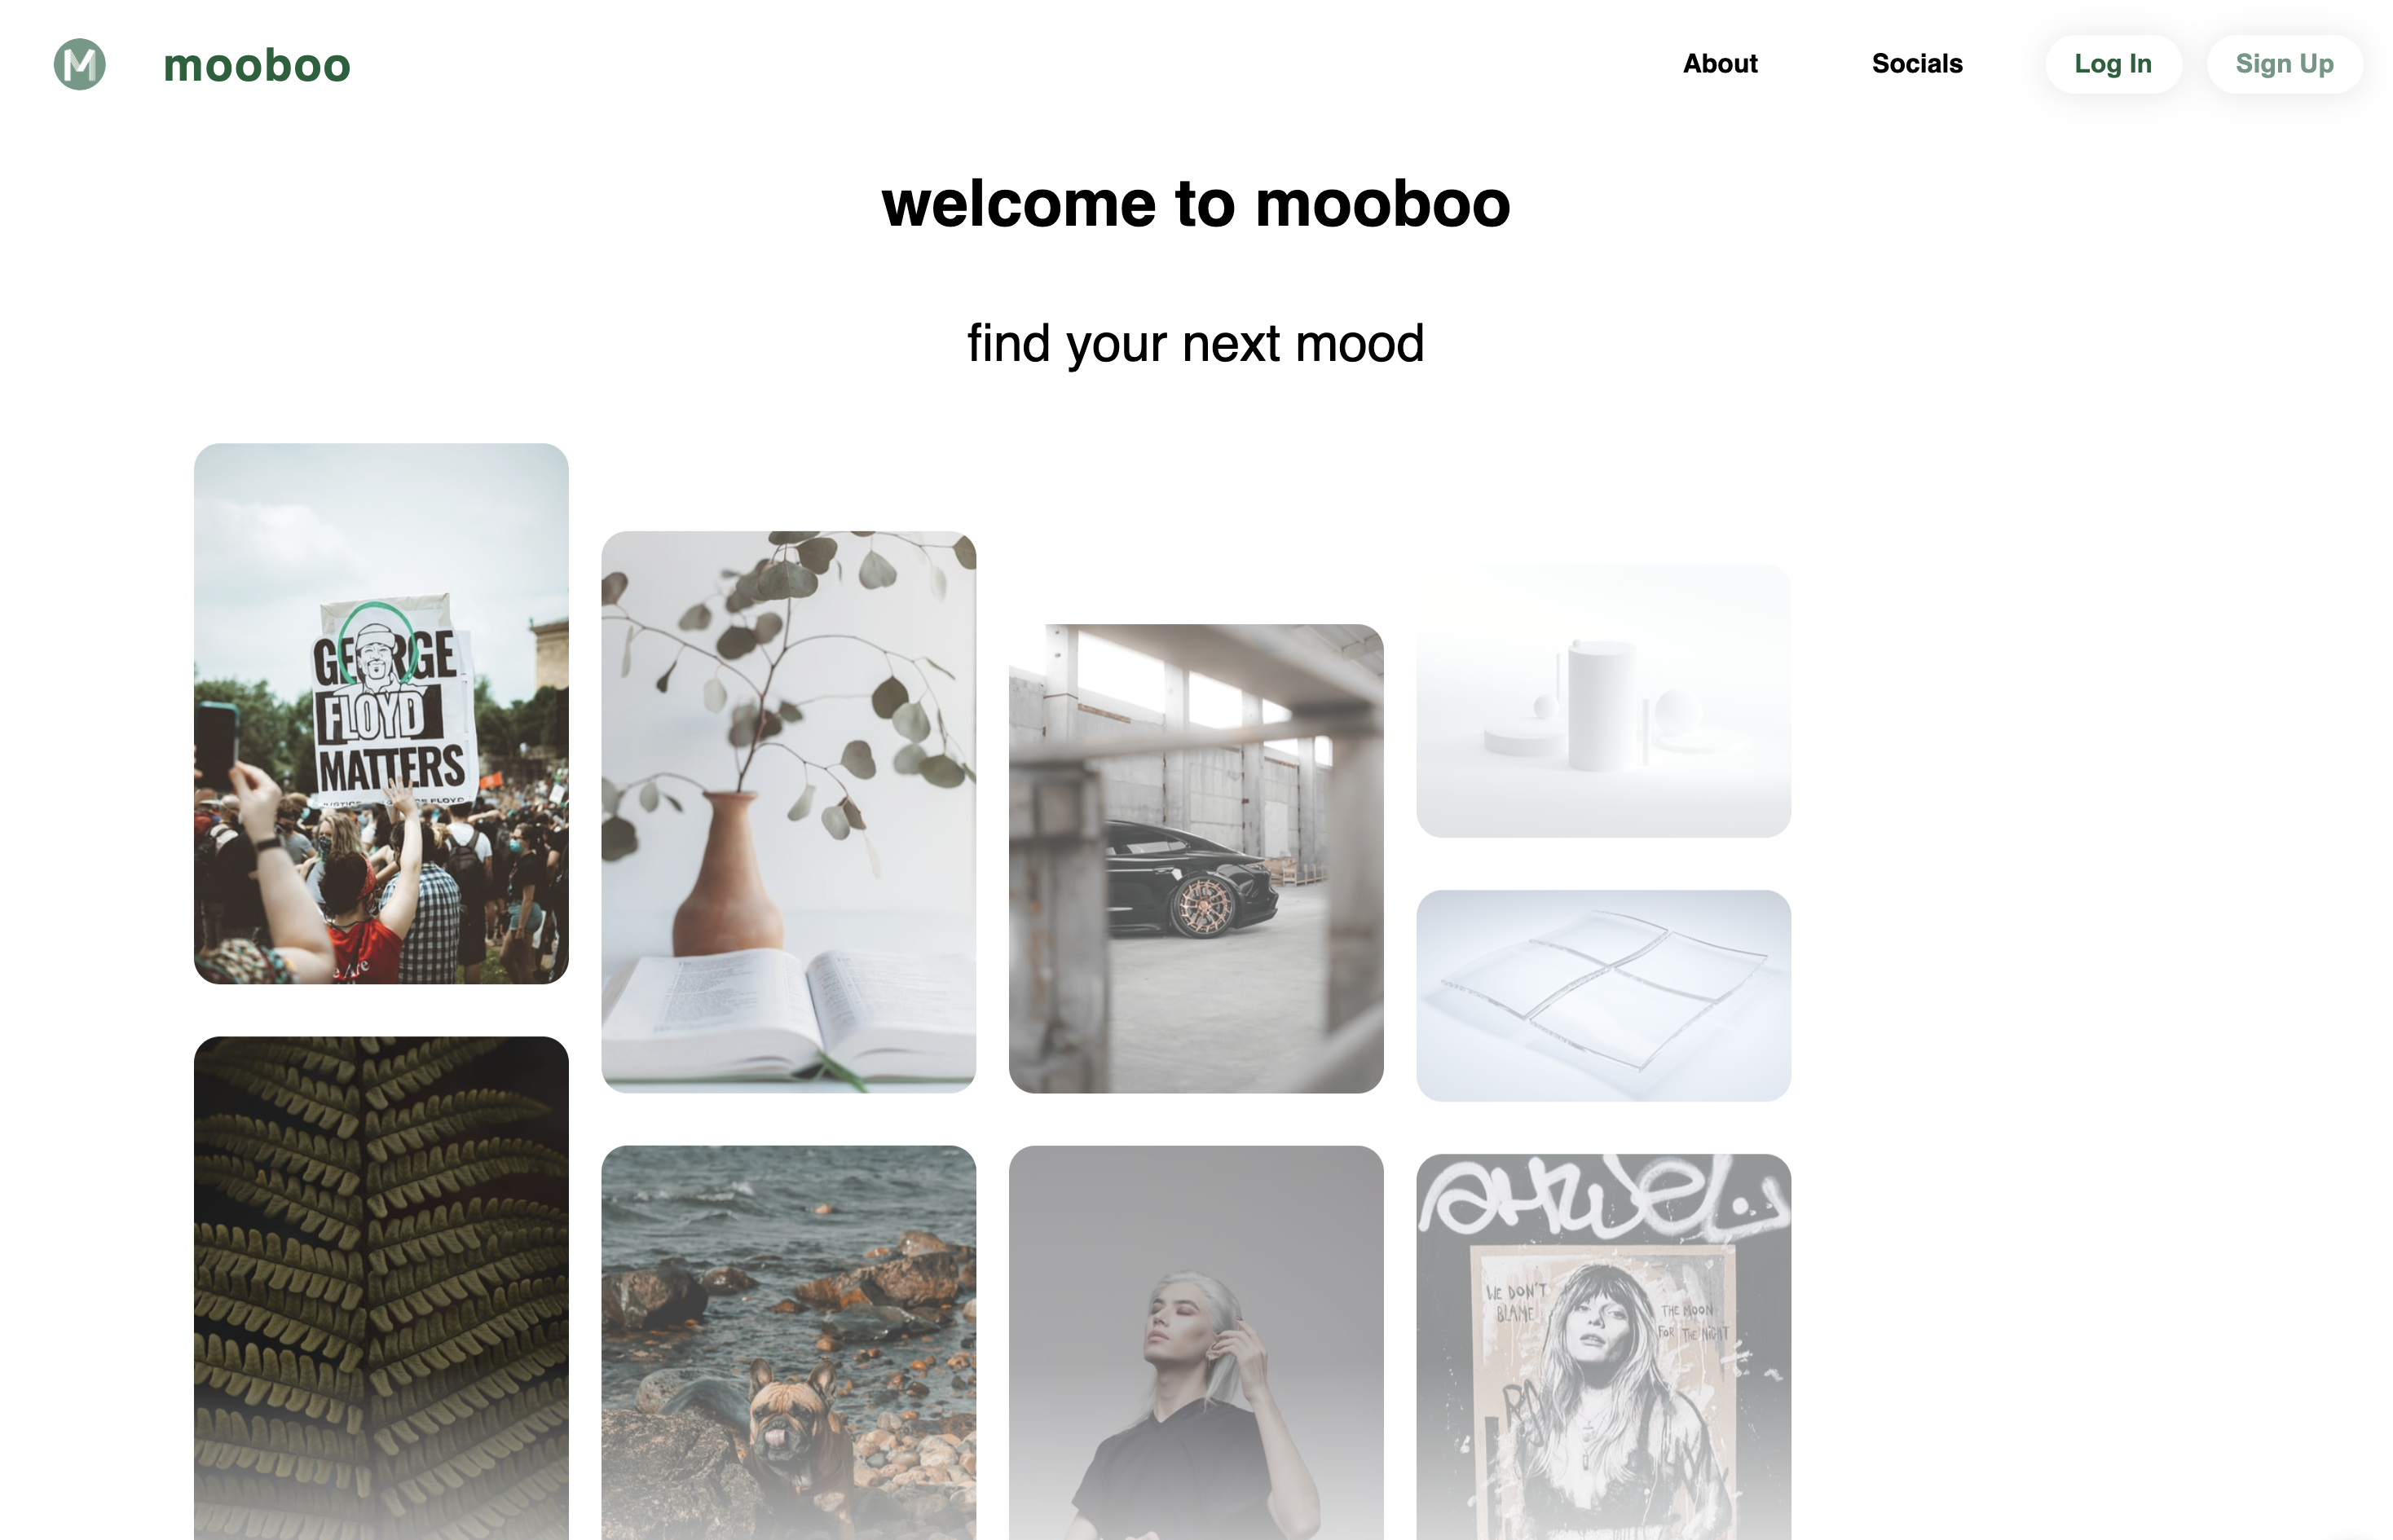 M
mooboo
About
Socials
Log In
Sign Up
welcome to mooboo
find your next mood
GEORGE
FLOYD
MATTERS
WE DON'T
BLAME
THE MOON
FOR THE NIGHT